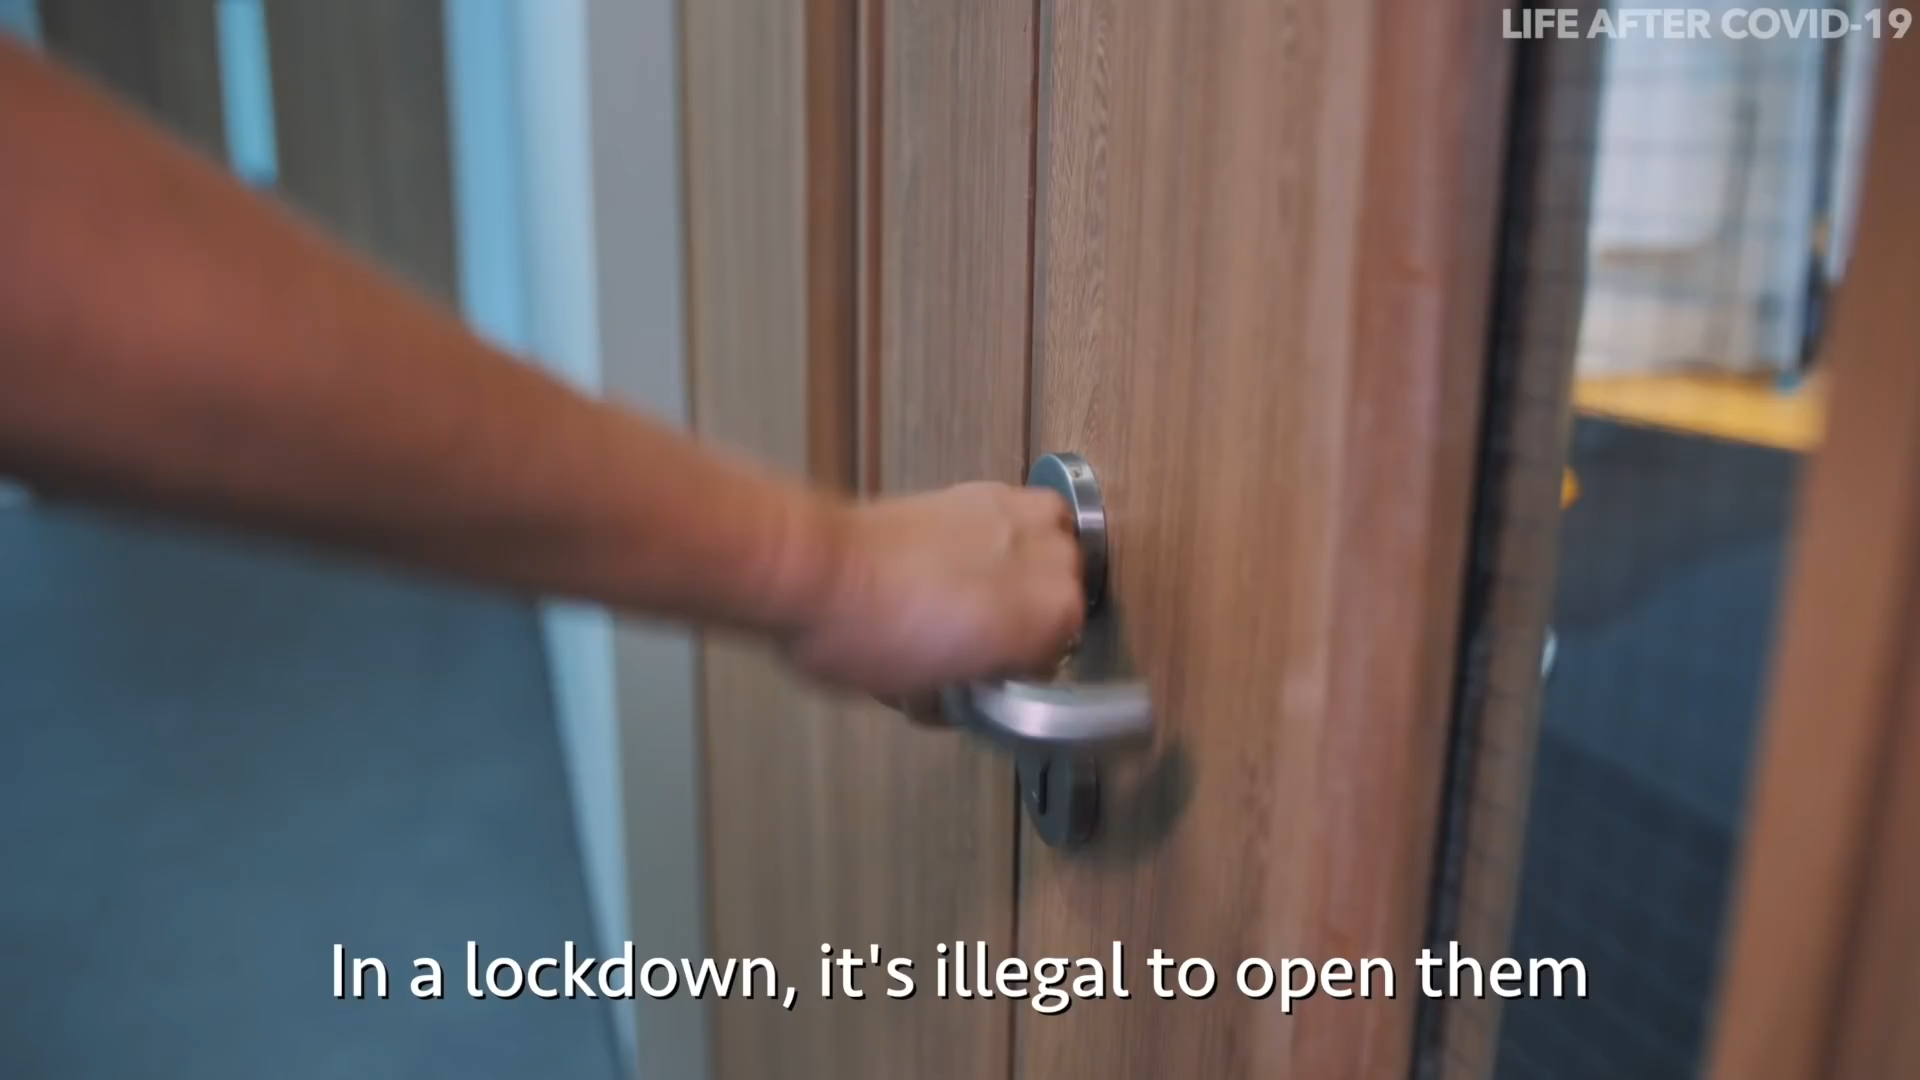 LIFE AFTER COVID-19
In a lockdown, it's illegal to open them